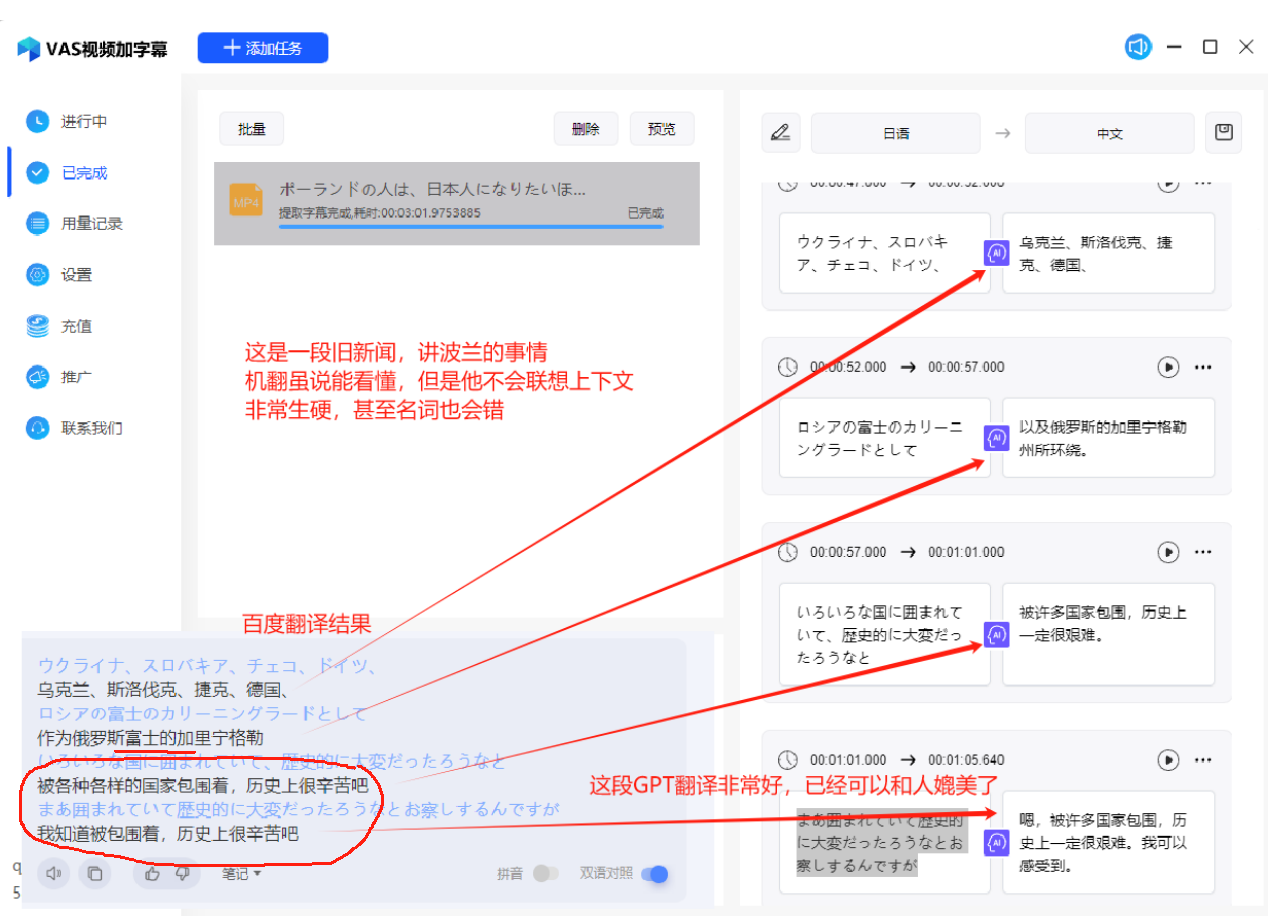 VAS视频加字幕
添加任务
进行中
已完成
用量记录
设置
充值
推广
联系我们
批量
删除
预览
MP4
ポーランドの人は、日本人になりたいほ...
提取字幕完成,耗时:00:03:01.9753885
已完成
这是一段旧新闻，讲波兰的事情
机翻虽说能看懂，但是他不会联想上下文
非常生硬，甚至名词也会错
百度翻译结果
ウクライナ、スロバキア、チェコ、ドイツ、
乌克兰、斯洛伐克、捷克、德国、
ロシアの富士のカリーニングラードとして
作为俄罗斯富士的加里宁格勒
いろいろな国に囲まれていて、歴史的に大変だったろうなと
被各种各样的国家包围着，历史上很辛苦吧
まあ囲まれていて歴史的に大変だったろうなとお察しするんですが
我知道被包围着，历史上很辛苦吧
q
5
笔记
拼音
双语对照
日语
→
中文
00:00:47.000 → 00:00:52.000
ウクライナ、スロバキ
ア、チェコ、ドイツ、
AI
乌克兰、斯洛伐克、捷
克、德国、
00:00:52.000 → 00:00:57.000
ロシアの富士のカリーニ
ングラードとして
AI
以及俄罗斯的加里宁格勒
州所环绕。
00:00:57.000 → 00:01:01.000
いろいろな国に囲まれて
いて、歴史的に大変だっ
たろうなと
AI
被许多国家包围，历史上
一定很艰难。
00:01:01.000 → 00:01:05.640
这段GPT翻译非常好，已经可以和人媲美了
まあ囲まれていて歴史的
に大変だったろうなとお
察しするんですが
AI
嗯，被许多国家包围，历
史上一定很艰难。我可以
感受到。